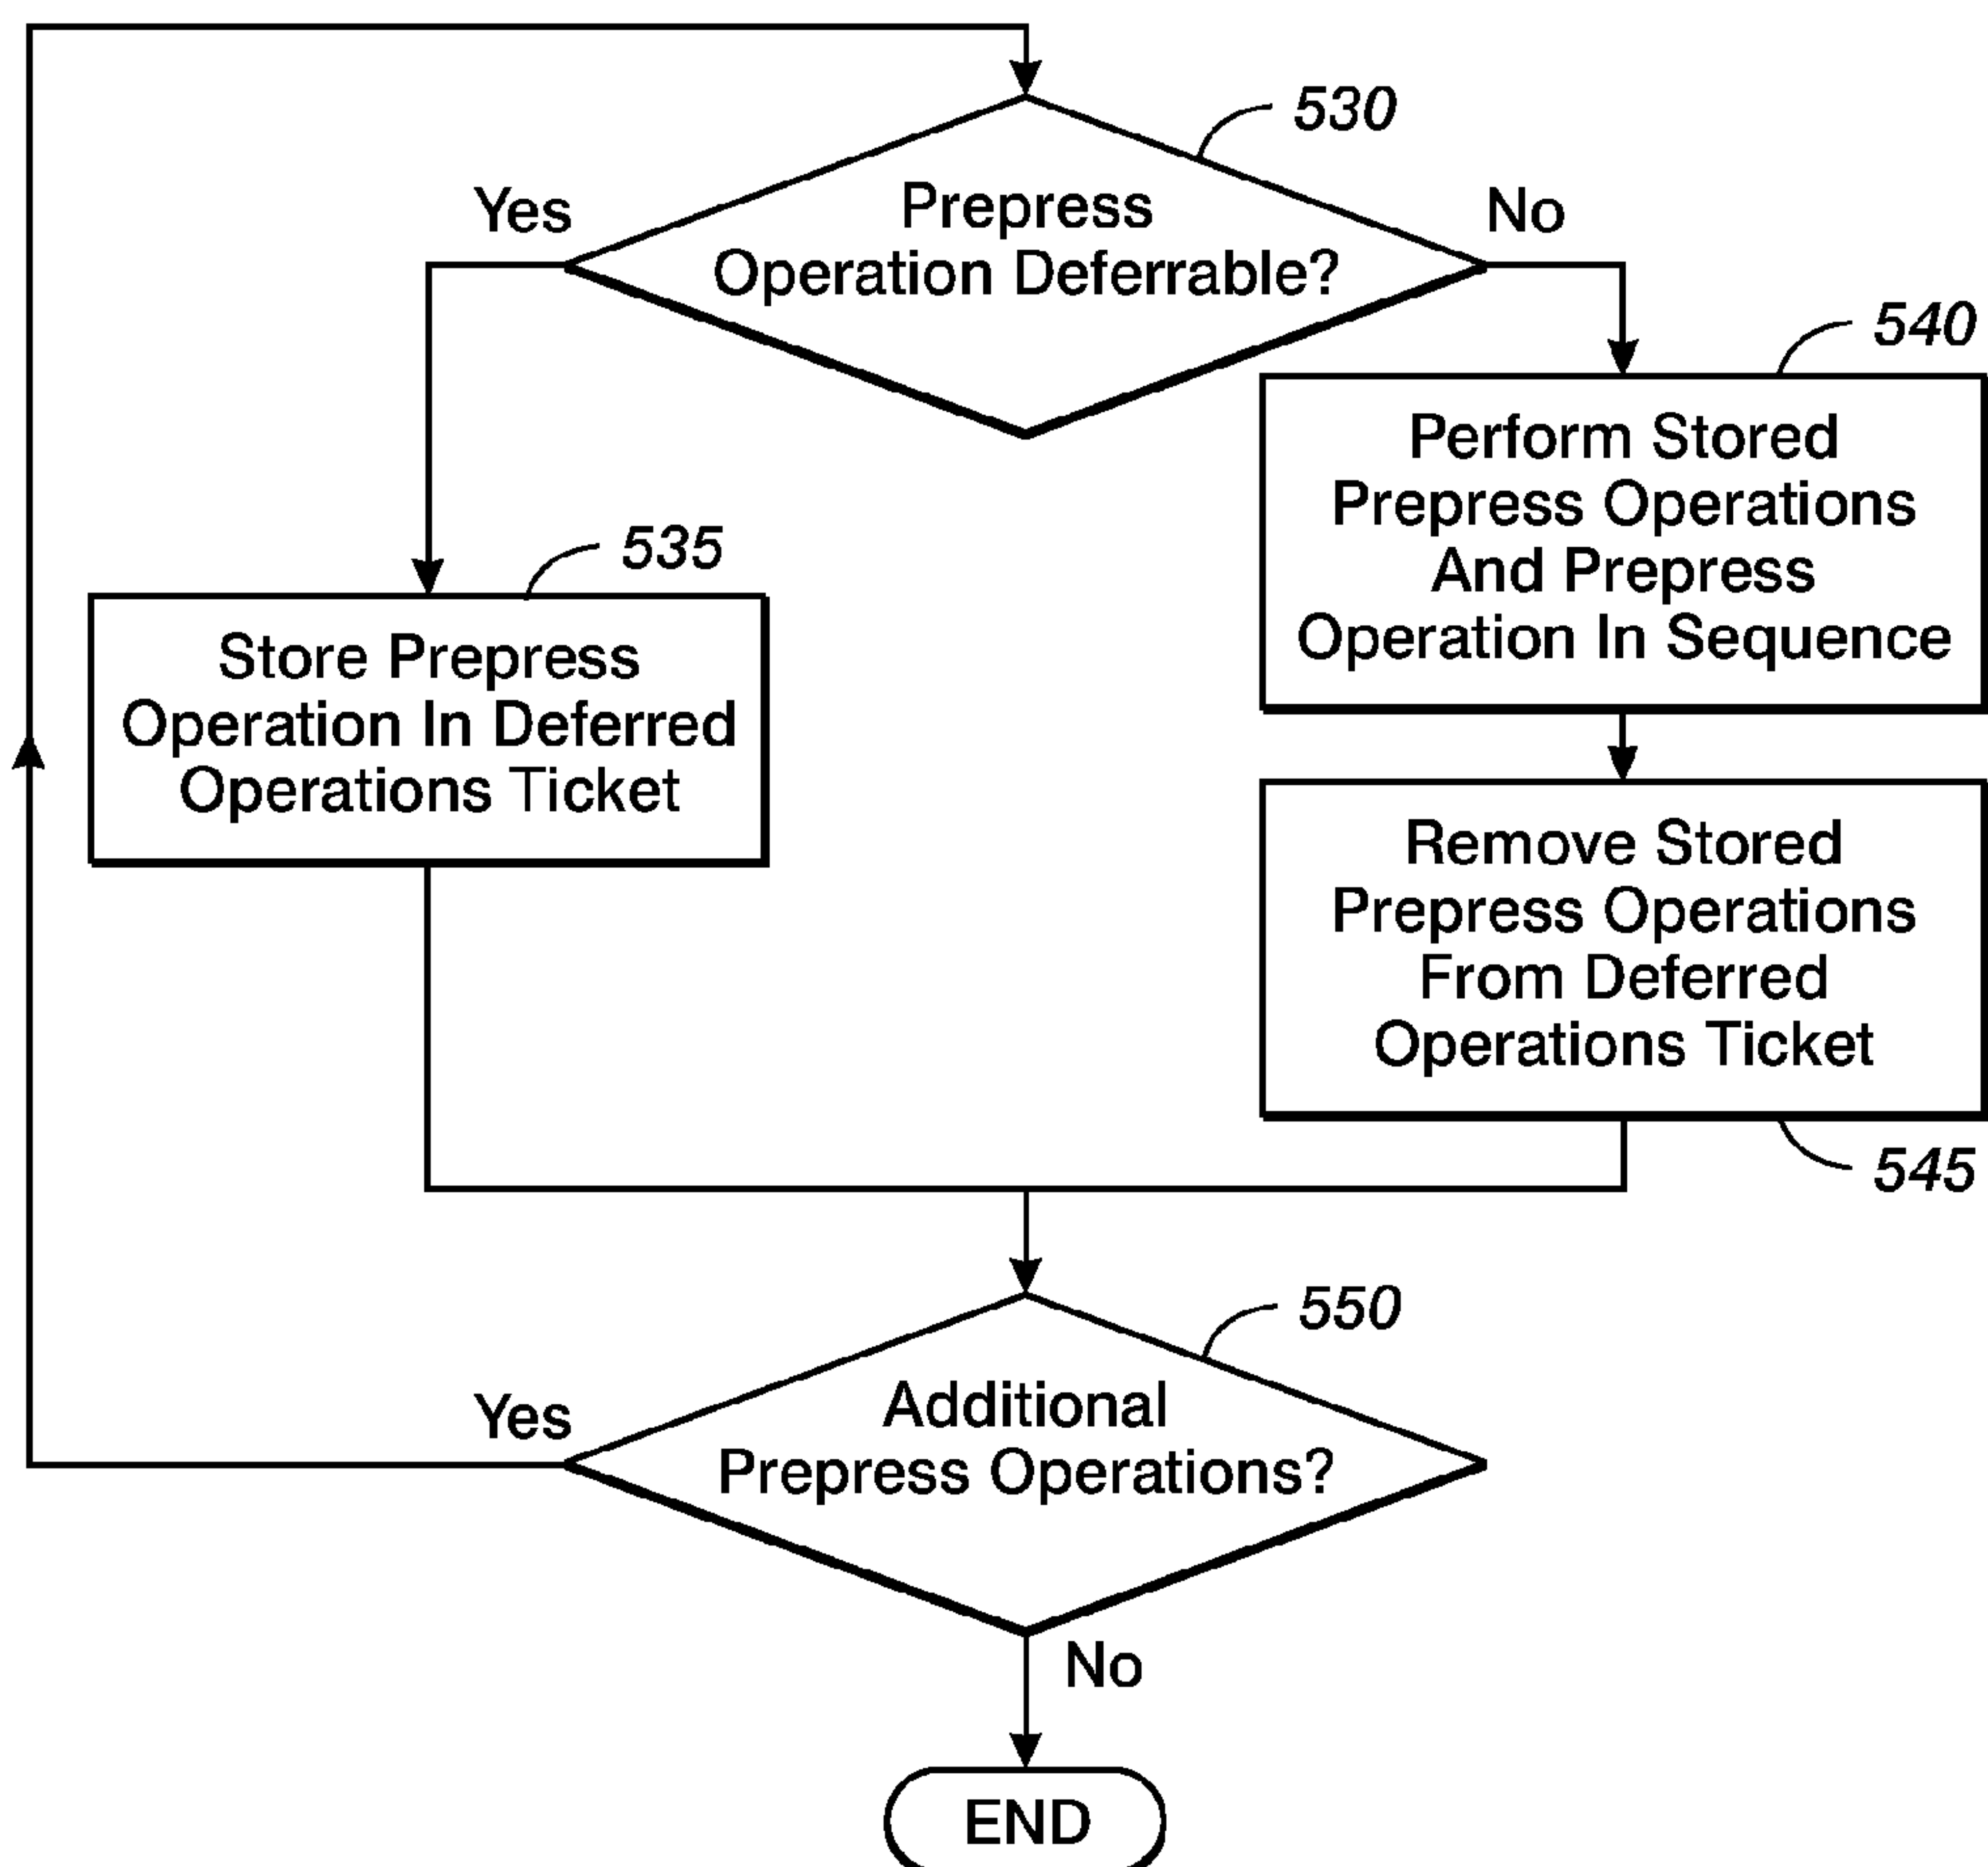 530
Yes
Prepress
Operation Deferrable?
No
540
Perform Stored
Prepress Operations
And Prepress
Operation In Sequence
535
Store Prepress
Operation In Deferred
Operations Ticket
Remove Stored
Prepress Operations
From Deferred
Operations Ticket
545
550
Yes
Additional
Prepress Operations?
No
END